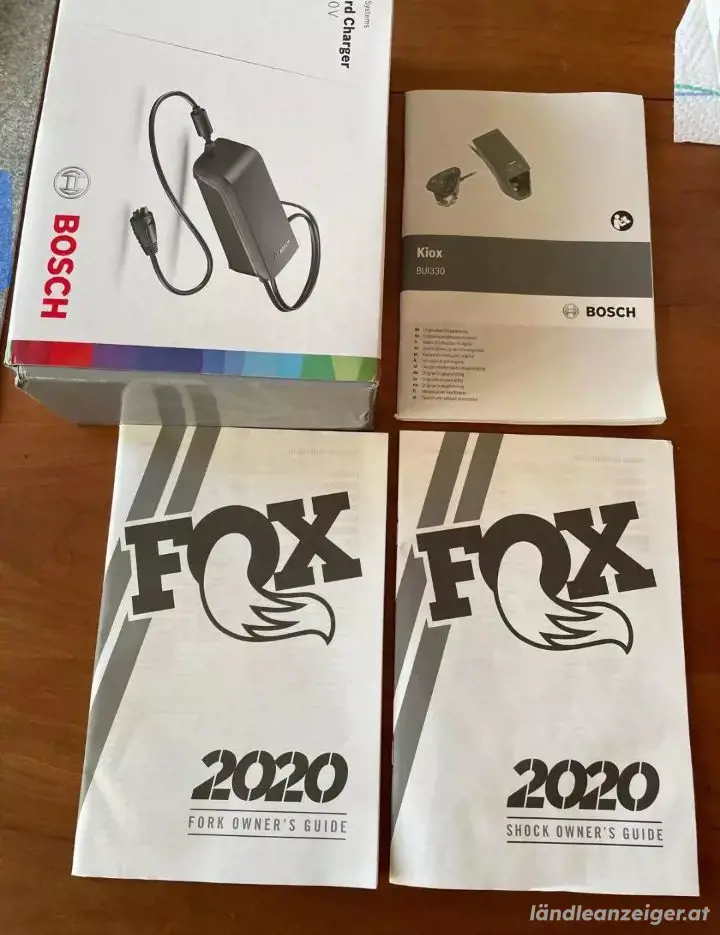 Systems
rd Charger
0 V
BOSCH
Kiox
BUI330
BOSCH
FOX
2020
FORK OWNER'S GUIDE
FOX
2020
SHOCK OWNER'S GUIDE
ländleanzeiger.at